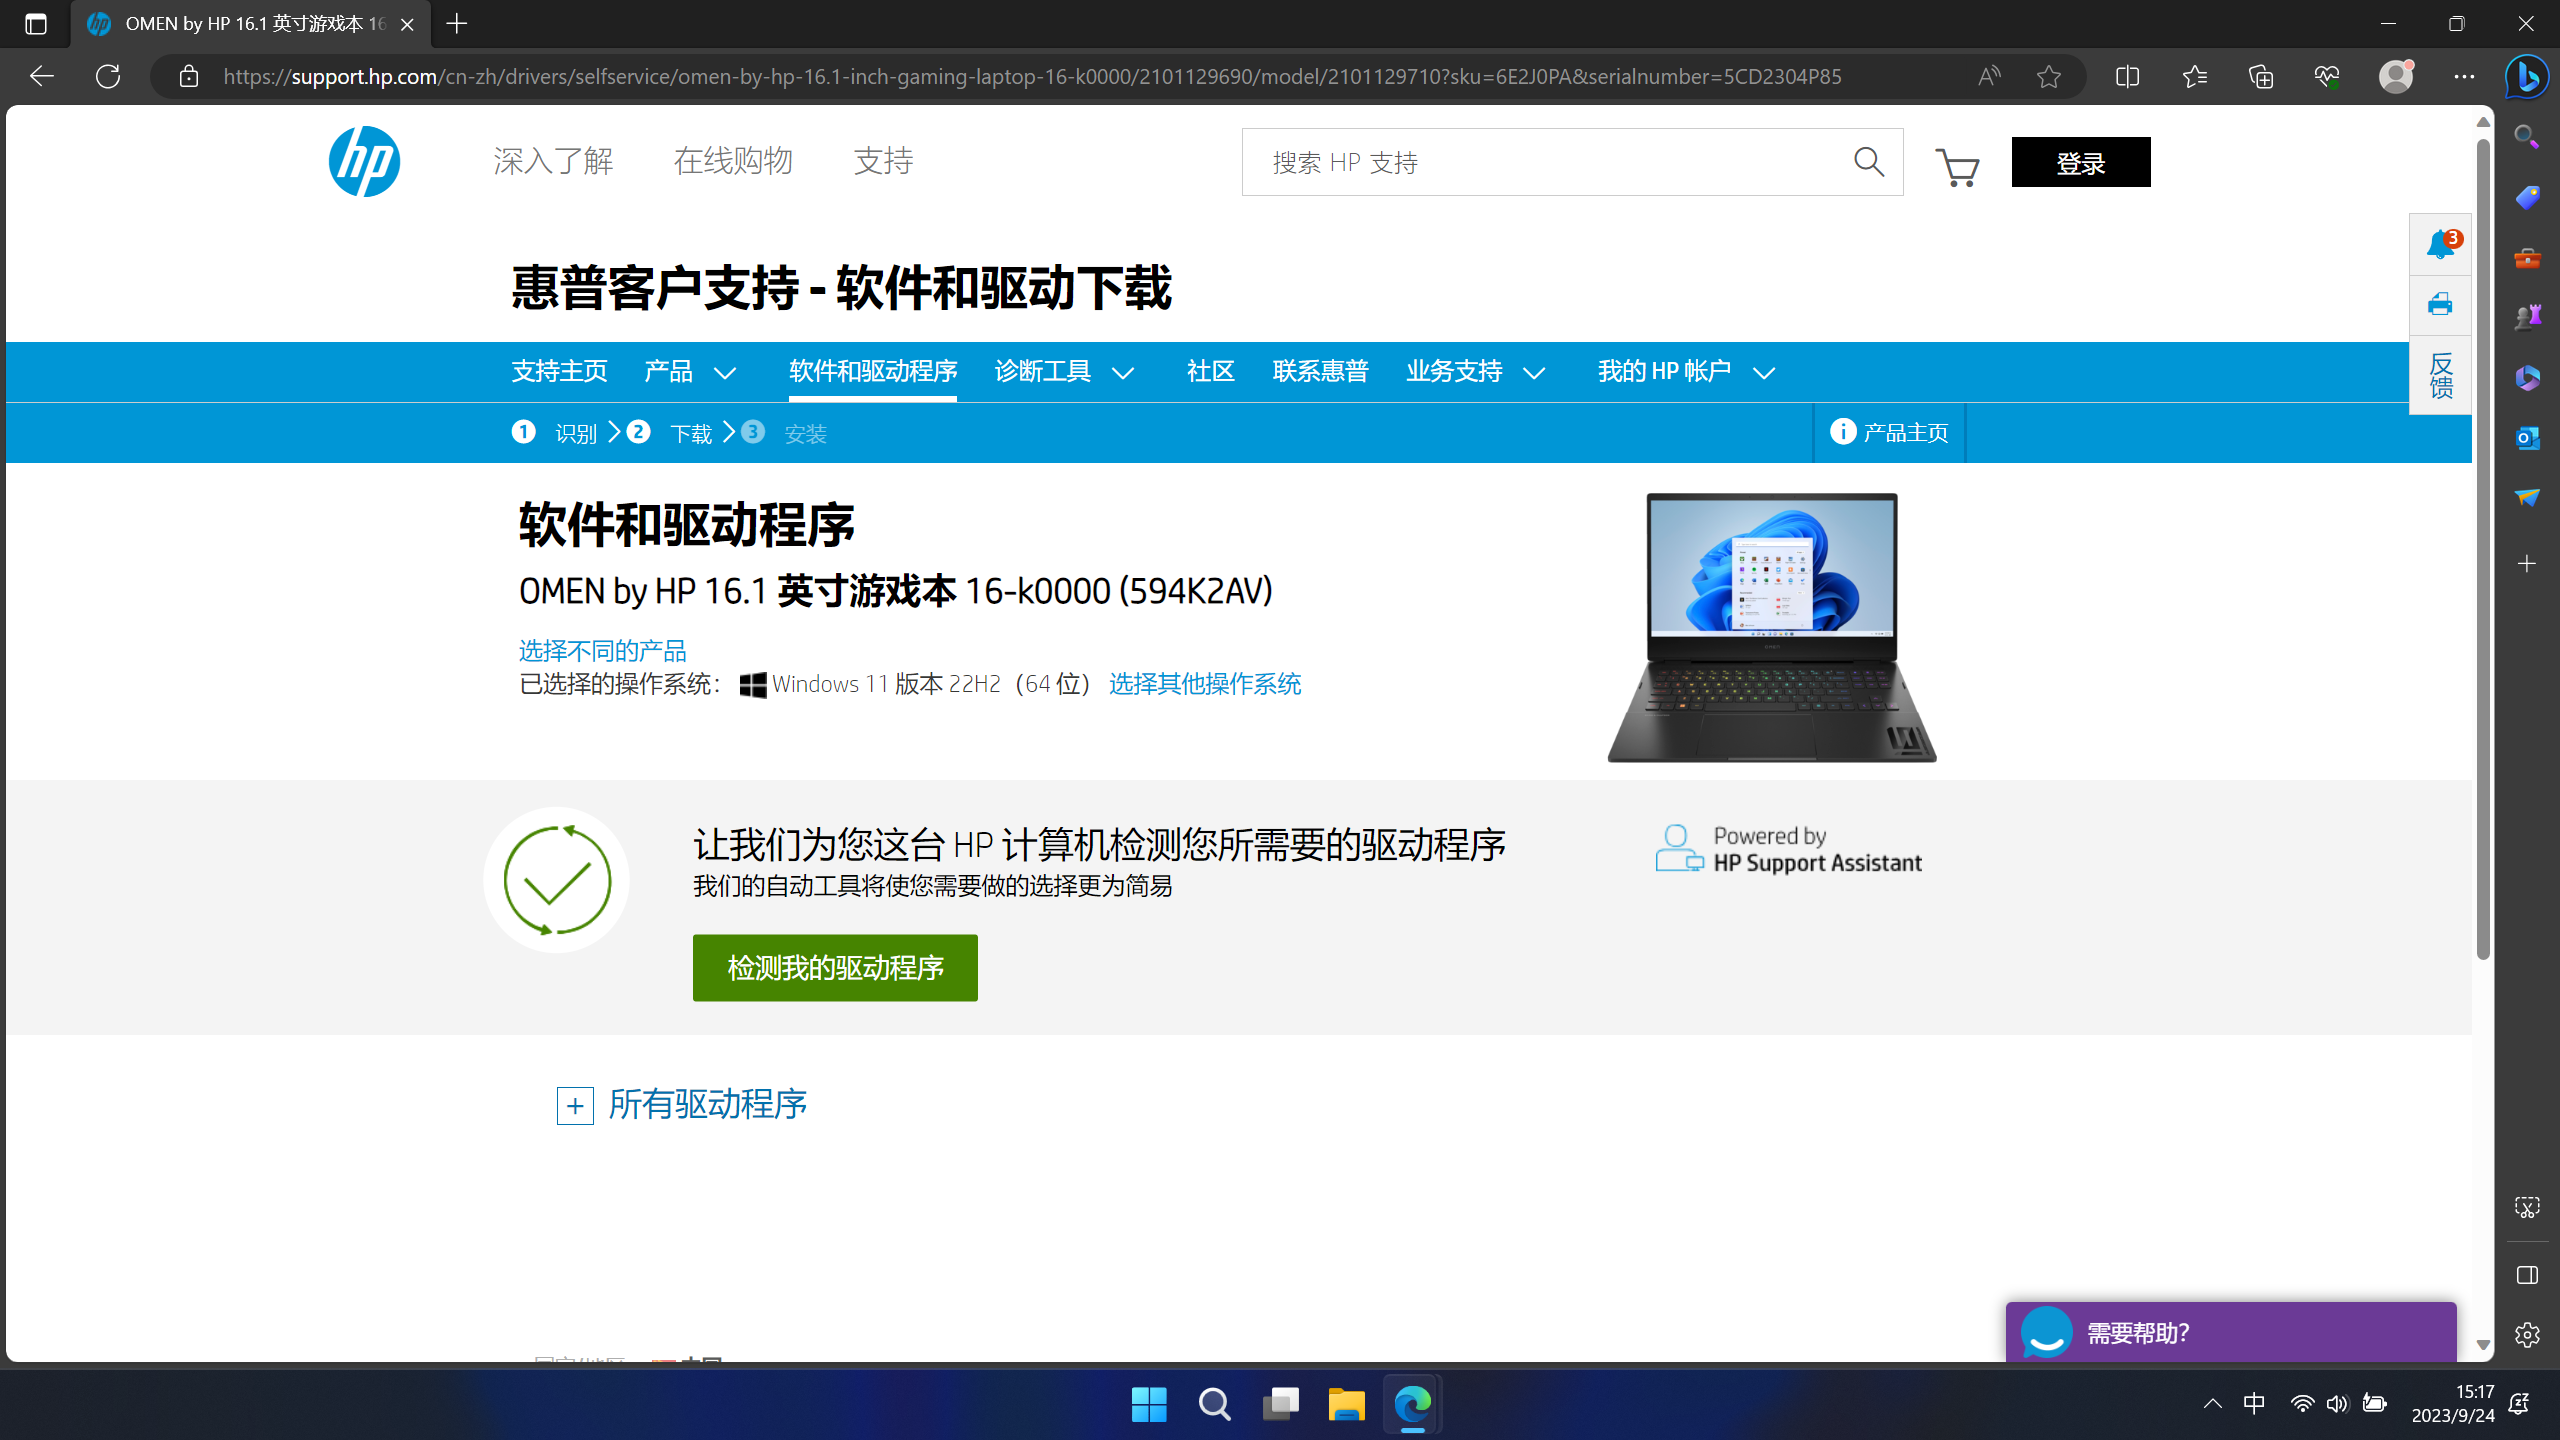 OMEN by HP 16.1 英寸游戏本 16
https://support.hp.com/cn-zh/drivers/selfservice/omen-by-hp-16.1-inch-gaming-laptop-16-k0000/2101129690/model/2101129710?sku=6E2J0PA&serialnumber=5CD2304P85
hp
深入了解
在线购物
支持
搜索 HP 支持
登录
3
反馈
惠普客户支持 - 软件和驱动下载
支持主页
产品
软件和驱动程序
诊断工具
社区
联系惠普
业务支持
我的 HP 帐户
1 识别
2 下载
3 安装
产品主页
软件和驱动程序
OMEN by HP 16.1 英寸游戏本 16-k0000 (594K2AV)
选择不同的产品
已选择的操作系统： Windows 11 版本 22H2（64 位） 选择其他操作系统
让我们为您这台 HP 计算机检测您所需要的驱动程序
我们的自动工具将使您需要做的选择更为简易
Powered by
HP Support Assistant
检测我的驱动程序
+ 所有驱动程序
需要帮助?
中
15:17
2023/9/24